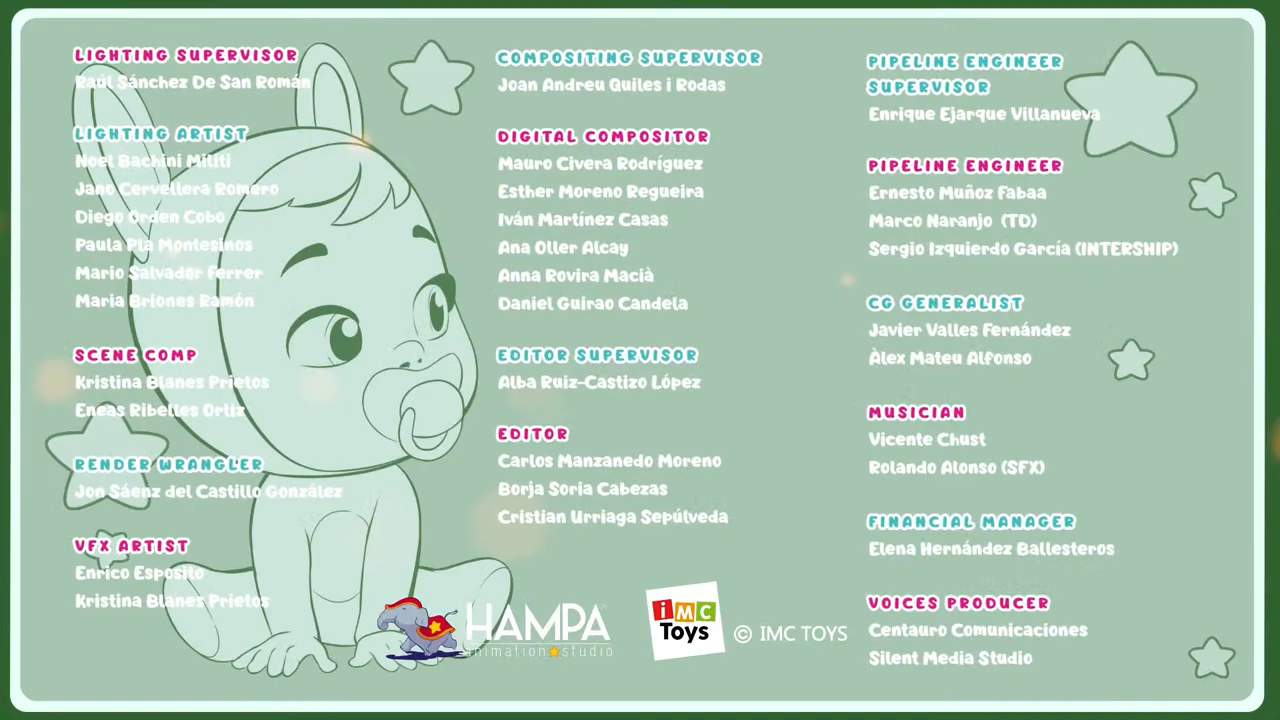 LIGHTING SUPERVISOR
Raúl Sánchez De San Román
LIGHTING ARTIST
Noel Bachini Militi
Jano Cervellera Romero
Diego Orden Cobo
Paula Pla Montesinos
Mario Salvador Ferrer
Maria Briones Ramón
SCENE COMP
Kristina Blanes Prietos
Eneas Ribelles Ortiz
RENDER WRANGLER
Jon Sáenz del Castillo González
VFX ARTIST
Enrico Esposito
Kristina Blanes Prietos
COMPOSITING SUPERVISOR
Joan Andreu Quiles i Rodas
DIGITAL COMPOSITOR
Mauro Civera Rodríguez
Esther Moreno Regueira
Iván Martínez Casas
Ana Oller Alcay
Anna Rovira Macià
Daniel Guirao Candela
EDITOR SUPERVISOR
Alba Ruiz-Castizo López
EDITOR
Carlos Manzanedo Moreno
Borja Soria Cabezas
Cristian Urriaga Sepúlveda
PIPELINE ENGINEER
SUPERVISOR
Enrique Ejarque Villanueva
PIPELINE ENGINEER
Ernesto Muñoz Fabaa
Marco Naranjo (TD)
Sergio Izquierdo García (INTERSHIP)
CG GENERALIST
Javier Valles Fernández
Àlex Mateu Alfonso
MUSICIAN
Vicente Chust
Rolando Alonso (SFX)
FINANCIAL MANAGER
Elena Hernández Ballesteros
VOICES PRODUCER
Centauro Comunicaciones
Silent Media Studio
HAMPA
animation studio
iMC
Toys
© IMC TOYS